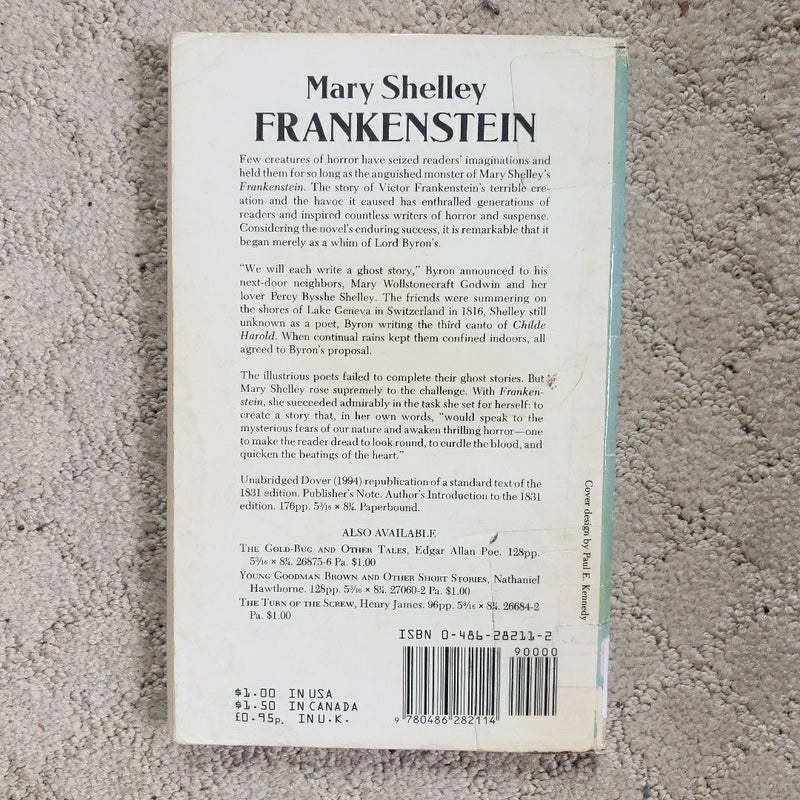 Mary Shelley
FRANKENSTEIN
Few creatures of horror have seized readers' imaginations and
held them for so long as the anguished monster of Mary Shelley's
Frankenstein. The story of Victor Frankenstein's terrible cre-
ation and the havoc it caused has enthralled generations of
readers and inspired countless writers of horror and suspense.
Considering the novel's enduring success, it is remarkable that it
began merely as a whim of Lord Byron's.
"We will each write a ghost story," Byron announced to his
next-door neighbors, Mary Wollstonecraft Godwin and her
lover Percy Bysshe Shelley. The friends were summering on
the shores of Lake Geneva in Switzerland in 1816, Shelley still
unknown as a poet, Byron writing the third canto of Childe
Harold. When continual rains kept them confined indoors, all
agreed to Byron's proposal.
The illustrious poets failed to complete their ghost stories. But
Mary Shelley rose supremely to the challenge. With Franken-
stein, she succeeded admirably in the task she set for herself: to
create a story that, in her own words, "would speak to the
mysterious fears of our nature and awaken thrilling horror—one
to make the reader dread to look round, to curdle the blood, and
quicken the beatings of the heart."
Unabridged Dover (1994) republication of a standard text of the
1831 edition. Publisher's Note. Author's Introduction to the 1831
edition. 176pp. 5³⁄₁₆ × 8¼. Paperbound.
ALSO AVAILABLE
THE GOLD-BUG AND OTHER TALES, Edgar Allan Poe. 128pp.
5³⁄₁₆ × 8¼. 26875-6 Pa. $1.00
YOUNG GOODMAN BROWN AND OTHER SHORT STORIES, Nathaniel
Hawthorne. 128pp. 5³⁄₁₆ × 8¼. 27060-2 Pa. $1.00
THE TURN OF THE SCREW, Henry James. 96pp. 5³⁄₁₆ × 8¼. 26684-2
Pa. $1.00
Cover design by Paul E. Kennedy
ISBN 0-486-28211-2
90000
9 780486 282114
$1.00 IN USA
$1.50 IN CANADA
£0.95p. IN U.K.